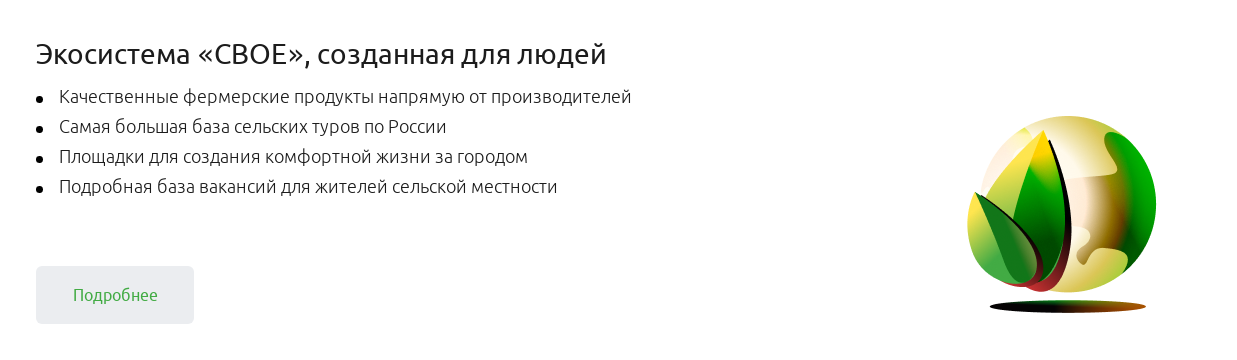 Экосистема «СВОЕ», созданная для людей
Качественные фермерские продукты напрямую от производителей
Самая большая база сельских туров по России
Площадки для создания комфортной жизни за городом
Подробная база вакансий для жителей сельской местности
Подробнее